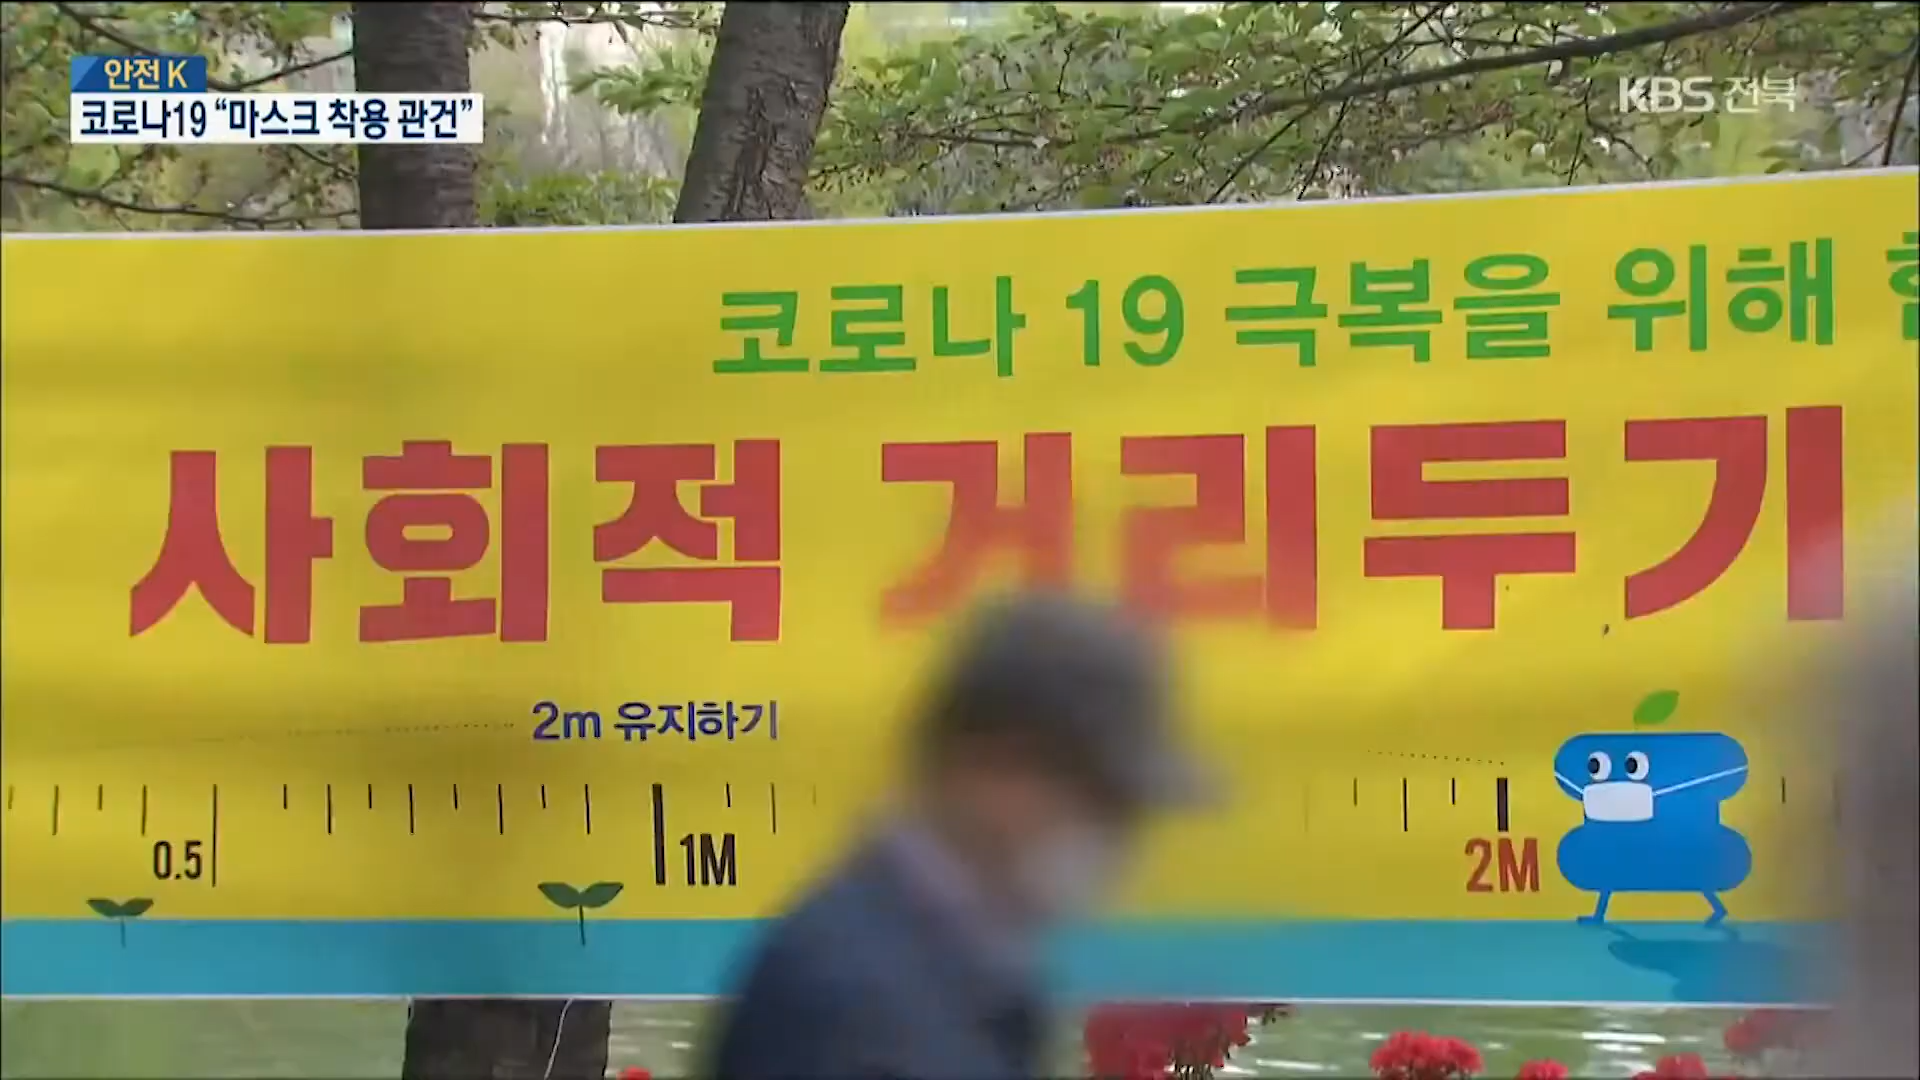 안전 K
코로나19 “마스크 착용 관건”
KBS 전북
코로나 19 극복을 위해
사회적 거리두기
2m 유지하기
0.5
1M
2M